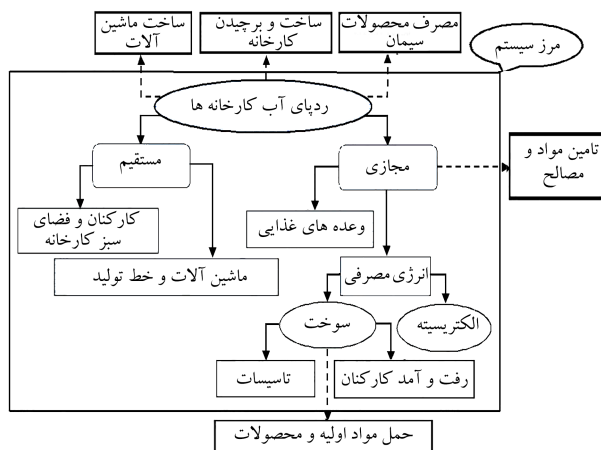 مصرف محصولات
سیمان
ساخت و برچیدن
کارخانه
ساخت ماشین
آلات
مرز سیستم
ردپای آب کارخانه ها
تامین مواد و
مصالح
مجازی
مستقیم
وعده های غذایی
کارکنان و فضای
سبز کارخانه
ماشین آلات و خط تولید
انرژی مصرفی
الکتریسیته
سوخت
رفت و آمد کارکنان
تاسیسات
حمل مواد اولیه و محصولات